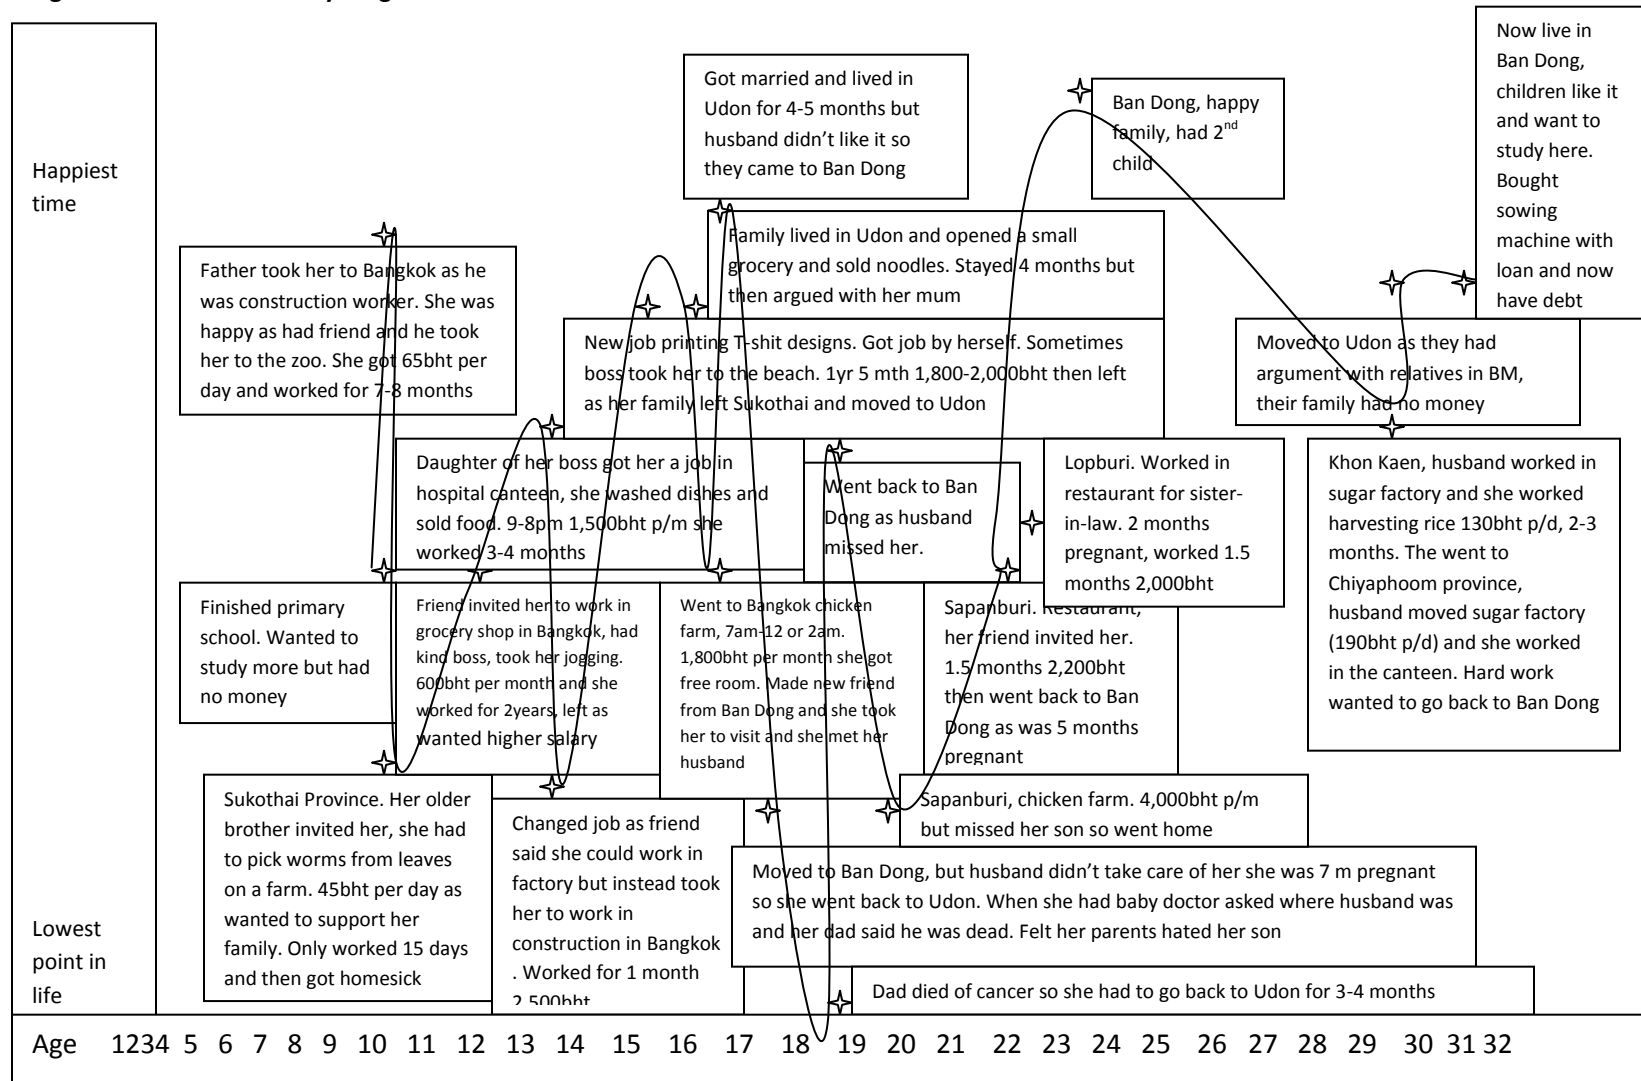 Now live in
Ban Dong,
children like it
and want to
study here.
Bought
sowing
machine with
loan and now
have debt
Got married and lived in
Udon for 4-5 months but
husband didn't like it so
they came to Ban Dong
Ban Dong, happy
family, had 2nd
child
Happiest
time
Family lived in Udon and opened a small
grocery and sold noodles. Stayed 4 months but
then argued with her mum
Father took her to Bangkok as he
was construction worker. She was
happy as had friend and he took
her to the zoo. She got 65bht per
day and worked for 7-8 months
New job printing T-shit designs. Got job by herself. Sometimes
boss took her to the beach. 1yr 5 mth 1,800-2,000bht then left
as her family left Sukothai and moved to Udon
Moved to Udon as they had
argument with relatives in BM,
their family had no money
Daughter of her boss got her a job in
hospital canteen, she washed dishes and
sold food. 9-8pm 1,500bht p/m she
worked 3-4 months
Went back to Ban
Dong as husband
missed her.
Lopburi. Worked in
restaurant for sister-
in-law. 2 months
pregnant, worked 1.5
months 2,000bht
Khon Kaen, husband worked in
sugar factory and she worked
harvesting rice 130bht p/d, 2-3
months. The went to
Chiyaphoom province,
husband moved sugar factory
(190bht p/d) and she worked
in the canteen. Hard work
wanted to go back to Ban Dong
Finished primary
school. Wanted to
study more but had
no money
Friend invited her to work in
grocery shop in Bangkok, had
kind boss, took her jogging.
600bht per month and she
worked for 2years, left as
wanted higher salary
Went to Bangkok chicken
farm, 7am-12 or 2am.
1,800bht per month she got
free room. Made new friend
from Ban Dong and she took
her to visit and she met her
husband
Sapanburi. Restaurant,
her friend invited her.
1.5 months 2,200bht
then went back to Ban
Dong as was 5 months
pregnant
Sukothai Province. Her older
brother invited her, she had
to pick worms from leaves
on a farm. 45bht per day as
wanted to support her
family. Only worked 15 days
and then got homesick
Changed job as friend
said she could work in
factory but instead took
her to work in
construction in Bangkok
. Worked for 1 month
2,500bht
Sapanburi, chicken farm. 4,000bht p/m
but missed her son so went home
Moved to Ban Dong, but husband didn't take care of her she was 7 m pregnant
so she went back to Udon. When she had baby doctor asked where husband was
and her dad said he was dead. Felt her parents hated her son
Lowest
point in
life
Dad died of cancer so she had to go back to Udon for 3-4 months
Age 1234 5 6 7 8 9 10 11 12 13 14 15 16 17 18 19 20 21 22 23 24 25 26 27 28 29 30 31 32